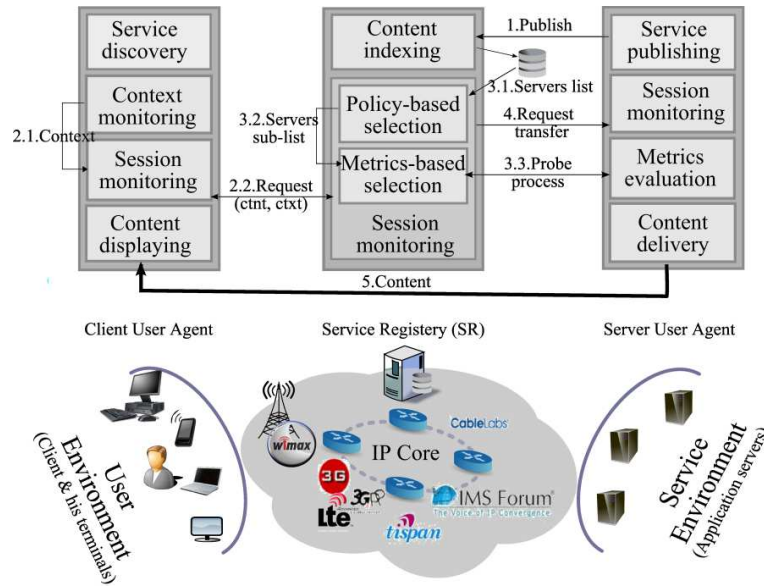 Service
discovery
Context
monitoring
2.1.Context
Session
monitoring
Content
displaying
Content
indexing
1.Publish
3.1.Servers list
Policy-based
selection
3.2.Servers
sub-list
4.Request
transfer
Metrics-based
selection
2.2.Request
(ctnt, ctxt)
3.3.Probe
process
Session
monitoring
Service
publishing
Session
monitoring
Metrics
evaluation
Content
delivery
5.Content
Client User Agent
Service Registery (SR)
Server User Agent
User
Environment
(Client & his terminals)
wimax
CableLabs
IP Core
3G
3GPP
Lte
tispan
IMS Forum®
The Voice of IP Convergence.
Service
Environment
(Application servers)